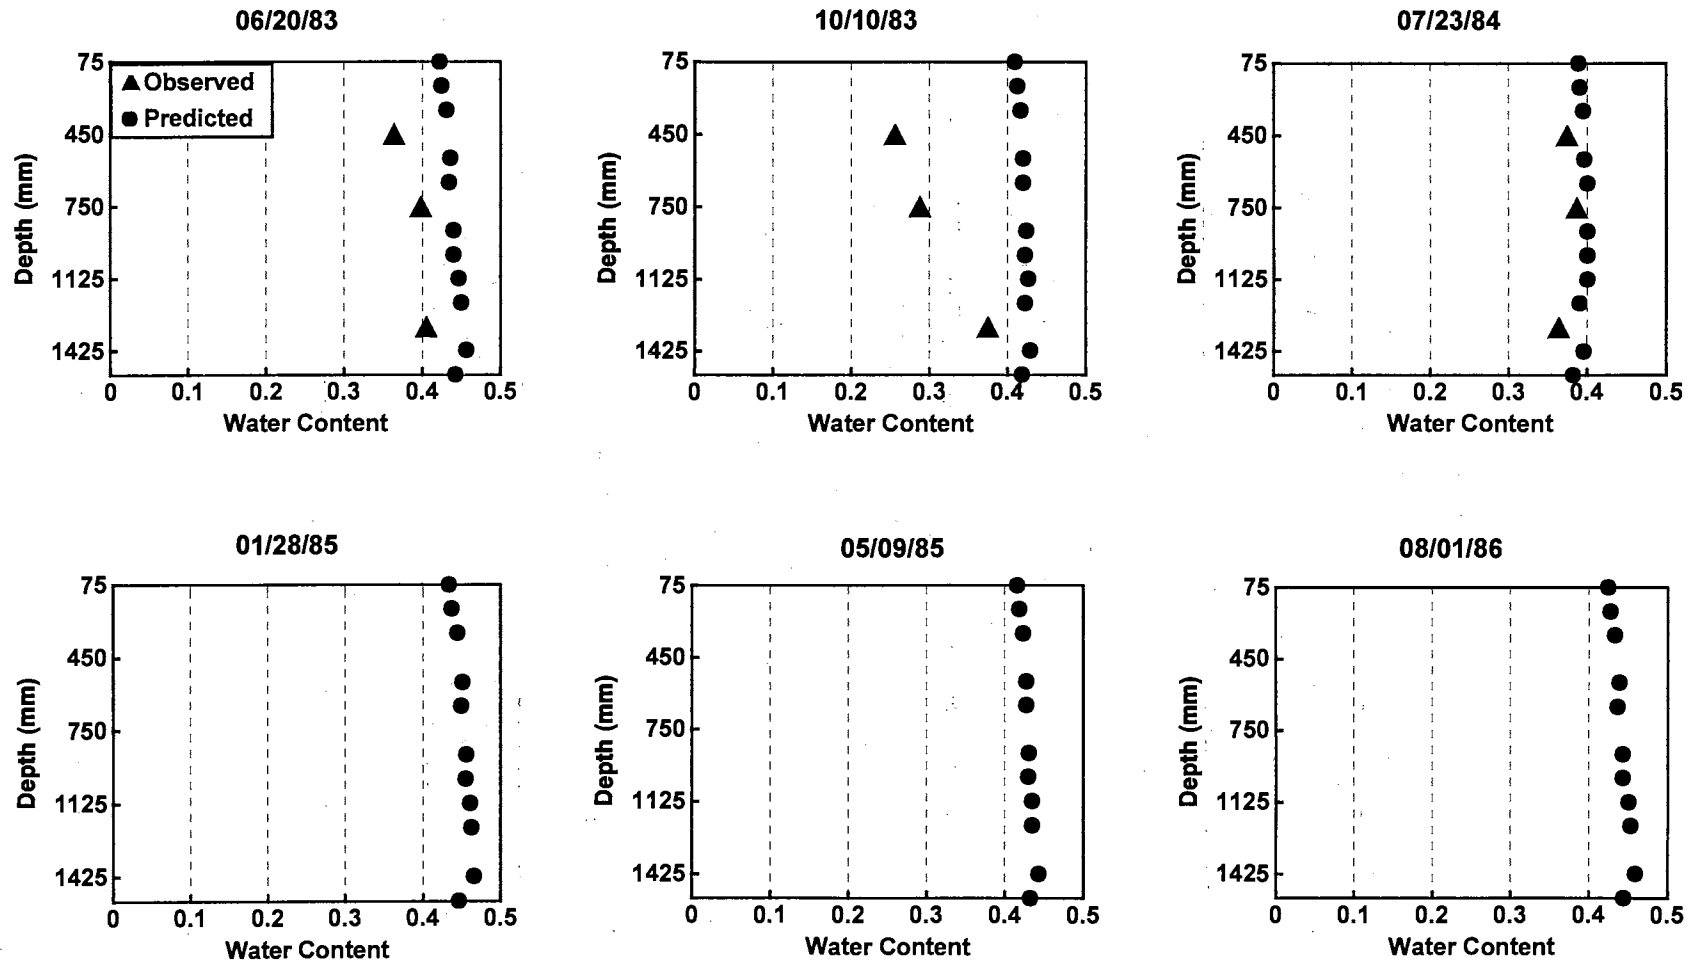 06/20/83
75
450
750
1125
1425
Depth (mm)
Observed
Predicted
0 0.1 0.2 0.3 0.4 0.5
Water Content
10/10/83
75
450
750
1125
1425
Depth (mm)
0 0.1 0.2 0.3 0.4 0.5
Water Content
07/23/84
75
450
750
1125
1425
Depth (mm)
0 0.1 0.2 0.3 0.4 0.5
Water Content
01/28/85
75
450
750
1125
1425
Depth (mm)
0 0.1 0.2 0.3 0.4 0.5
Water Content
05/09/85
75
450
750
1125
1425
Depth (mm)
0 0.1 0.2 0.3 0.4 0.5
Water Content
08/01/86
75
450
750
1125
1425
Depth (mm)
0 0.1 0.2 0.3 0.4 0.5
Water Content